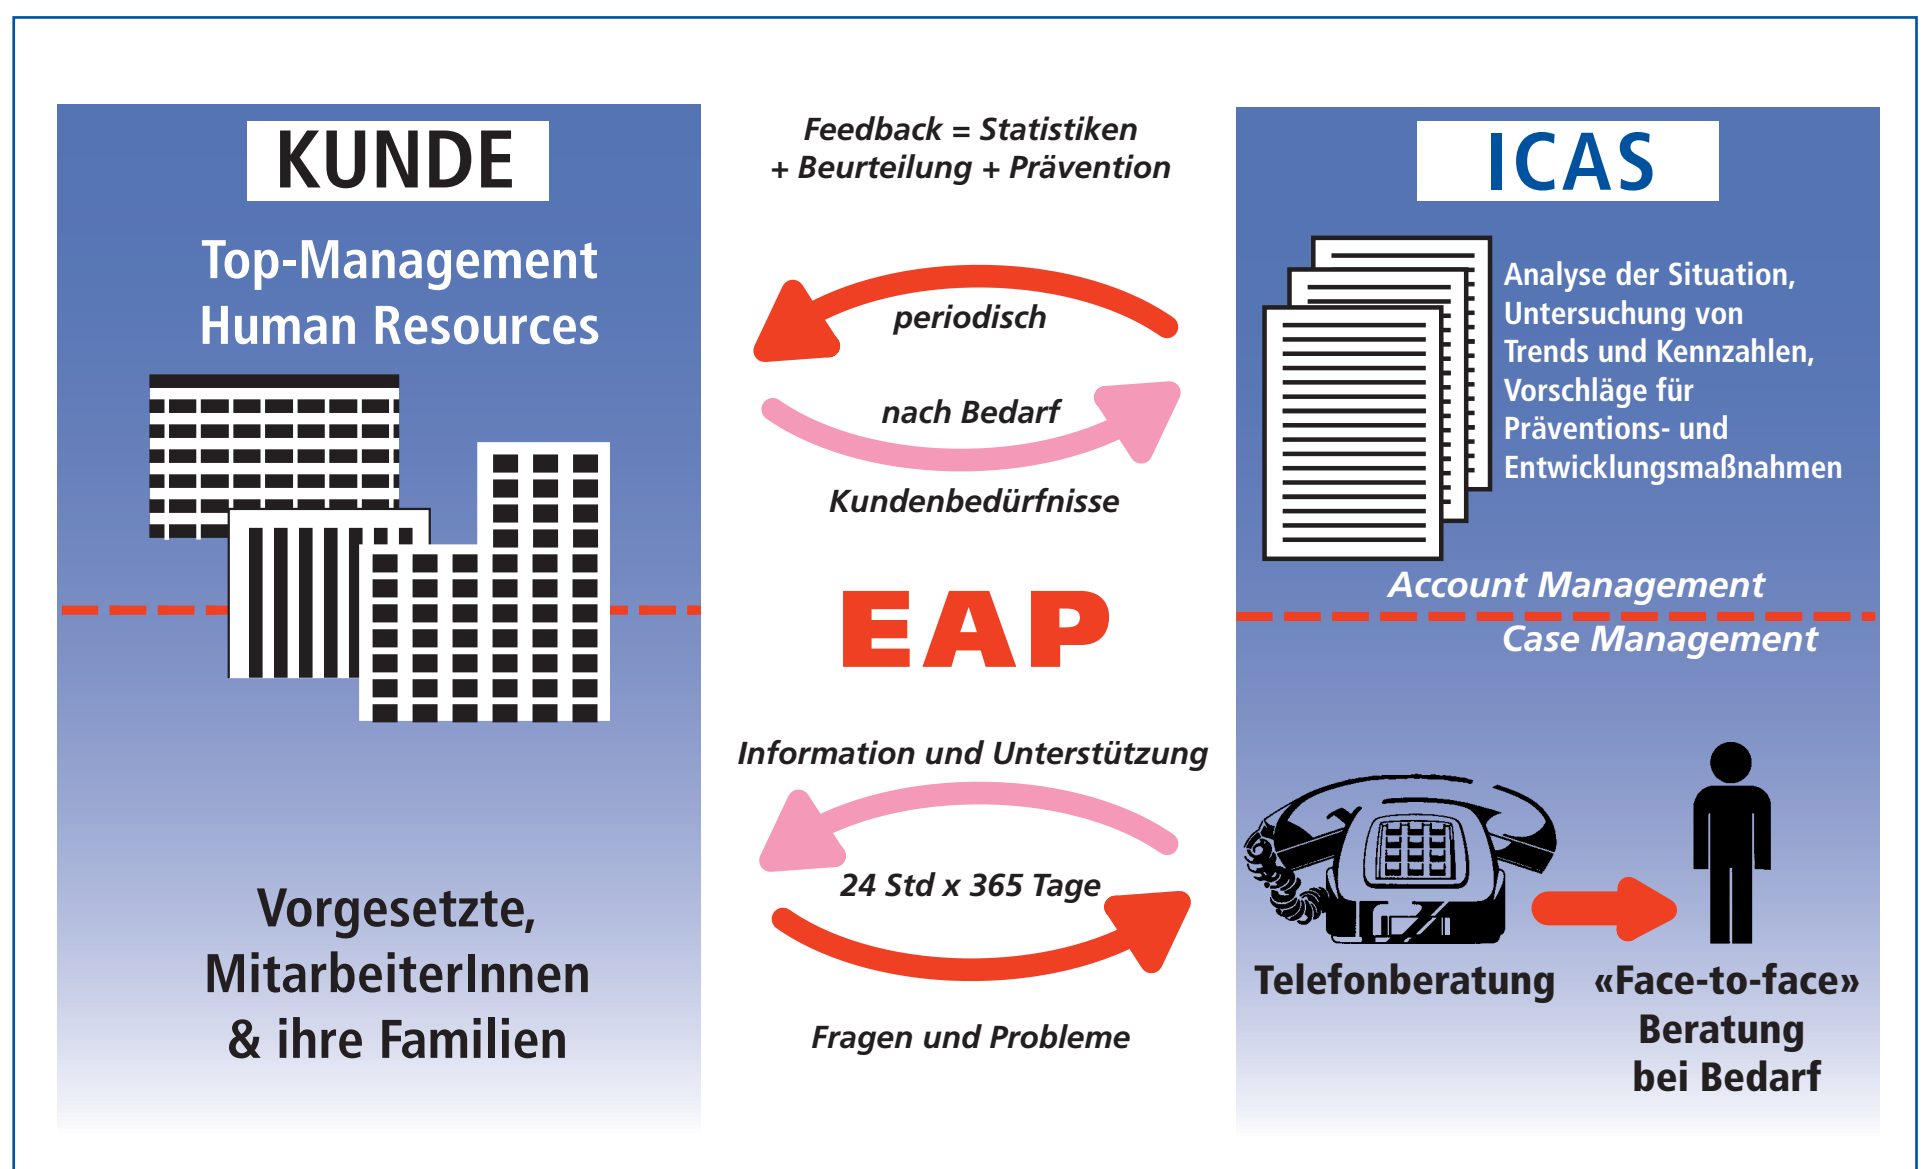 KUNDE
Top-Management
Human Resources
Vorgesetzte,
MitarbeiterInnen
& ihre Familien
Feedback = Statistiken
+ Beurteilung + Prävention
periodisch
nach Bedarf
Kundenbedürfnisse
EAP
Information und Unterstützung
24 Std x 365 Tage
Fragen und Probleme
ICAS
Analyse der Situation,
Untersuchung von
Trends und Kennzahlen,
Vorschläge für
Präventions- und
Entwicklungsmaßnahmen
Account Management
Case Management
Telefonberatung
«Face-to-face»
Beratung
bei Bedarf